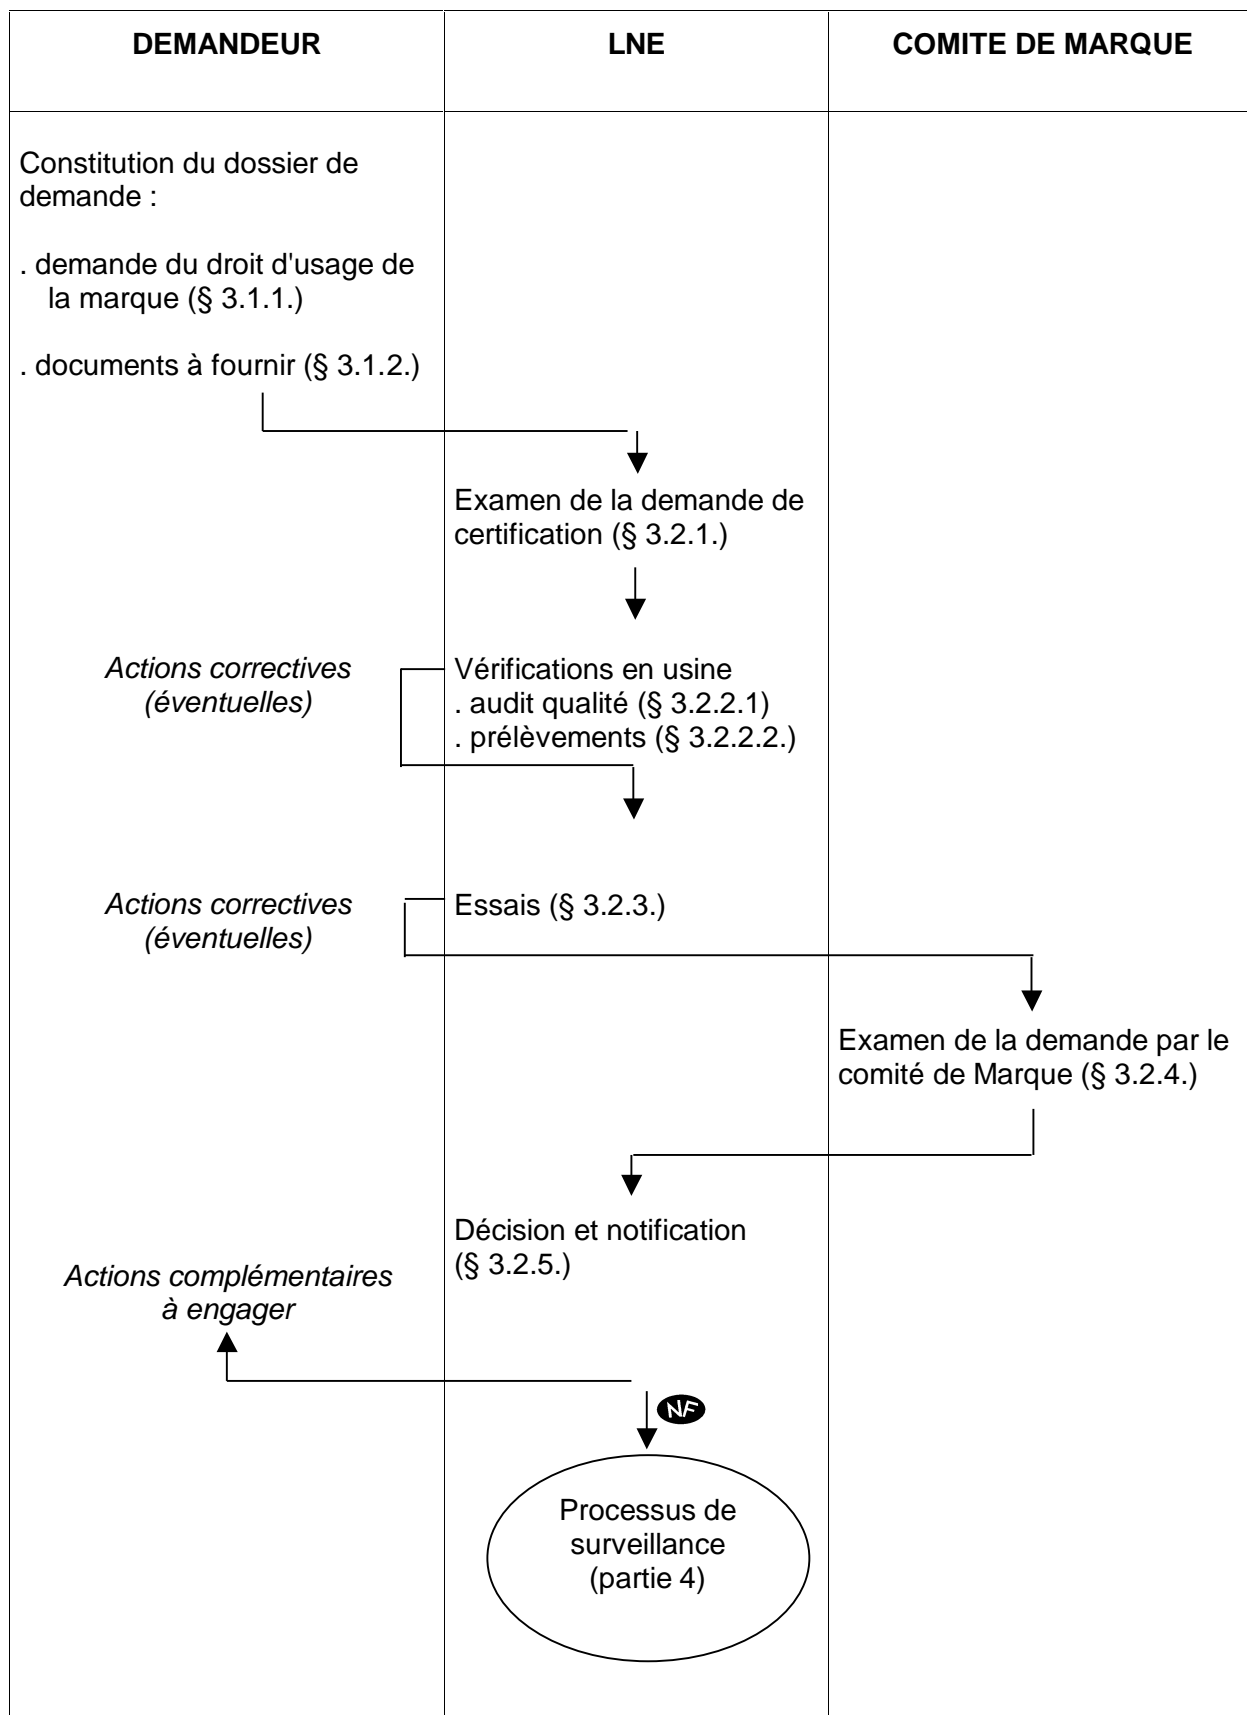 DEMANDEUR
LNE
COMITE DE MARQUE
Constitution du dossier de
demande :
. demande du droit d'usage de
la marque (§ 3.1.1.)
. documents à fournir (§ 3.1.2.)
Examen de la demande de
certification (§ 3.2.1.)
Actions correctives
(éventuelles)
Vérifications en usine
. audit qualité (§ 3.2.2.1)
. prélèvements (§ 3.2.2.2.)
Actions correctives
(éventuelles)
Essais (§ 3.2.3.)
Examen de la demande par le
comité de Marque (§ 3.2.4.)
Décision et notification
(§ 3.2.5.)
Actions complémentaires
à engager
NF
Processus de
surveillance
(partie 4)